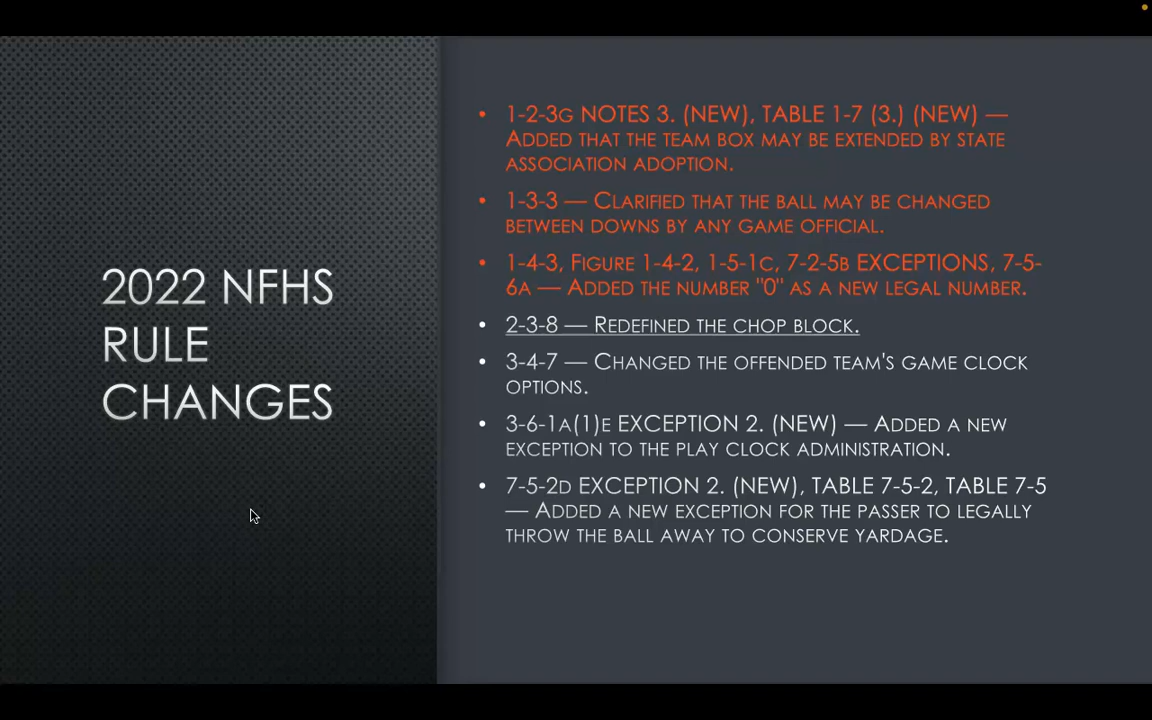 2022 NFHS
RULE
CHANGES
• 1-2-3G NOTES 3. (NEW), TABLE 1-7 (3.) (NEW) —
ADDED THAT THE TEAM BOX MAY BE EXTENDED BY STATE
ASSOCIATION ADOPTION.
• 1-3-3 — CLARIFIED THAT THE BALL MAY BE CHANGED
BETWEEN DOWNS BY ANY GAME OFFICIAL.
• 1-4-3, FIGURE 1-4-2, 1-5-1C, 7-2-5B EXCEPTIONS, 7-5-
6A — ADDED THE NUMBER "0" AS A NEW LEGAL NUMBER.
• 2-3-8 — REDEFINED THE CHOP BLOCK.
• 3-4-7 — CHANGED THE OFFENDED TEAM'S GAME CLOCK
OPTIONS.
• 3-6-1A(1)E EXCEPTION 2. (NEW) — ADDED A NEW
EXCEPTION TO THE PLAY CLOCK ADMINISTRATION.
• 7-5-2D EXCEPTION 2. (NEW), TABLE 7-5-2, TABLE 7-5
— ADDED A NEW EXCEPTION FOR THE PASSER TO LEGALLY
THROW THE BALL AWAY TO CONSERVE YARDAGE.